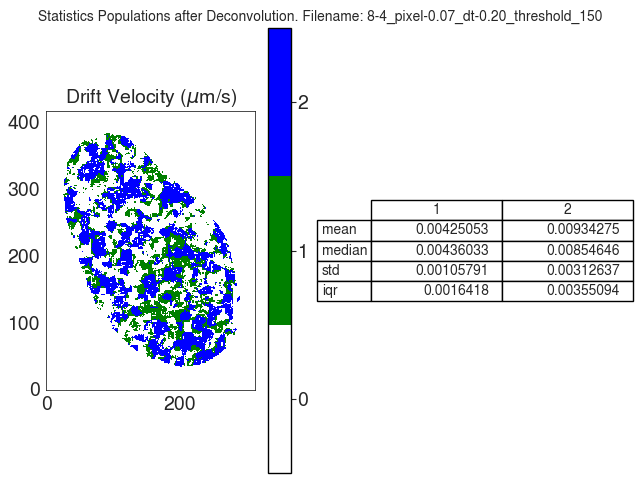 Statistics Populations after Deconvolution. Filename: 8-4_pixel-0.07_dt-0.20_threshold_150
Drift Velocity (μm/s)
400
300
200
100
0
0 200
2
1
0
1 2
mean 0.00425053 0.00934275
median 0.00436033 0.00854646
std 0.00105791 0.00312637
iqr 0.0016418 0.00355094